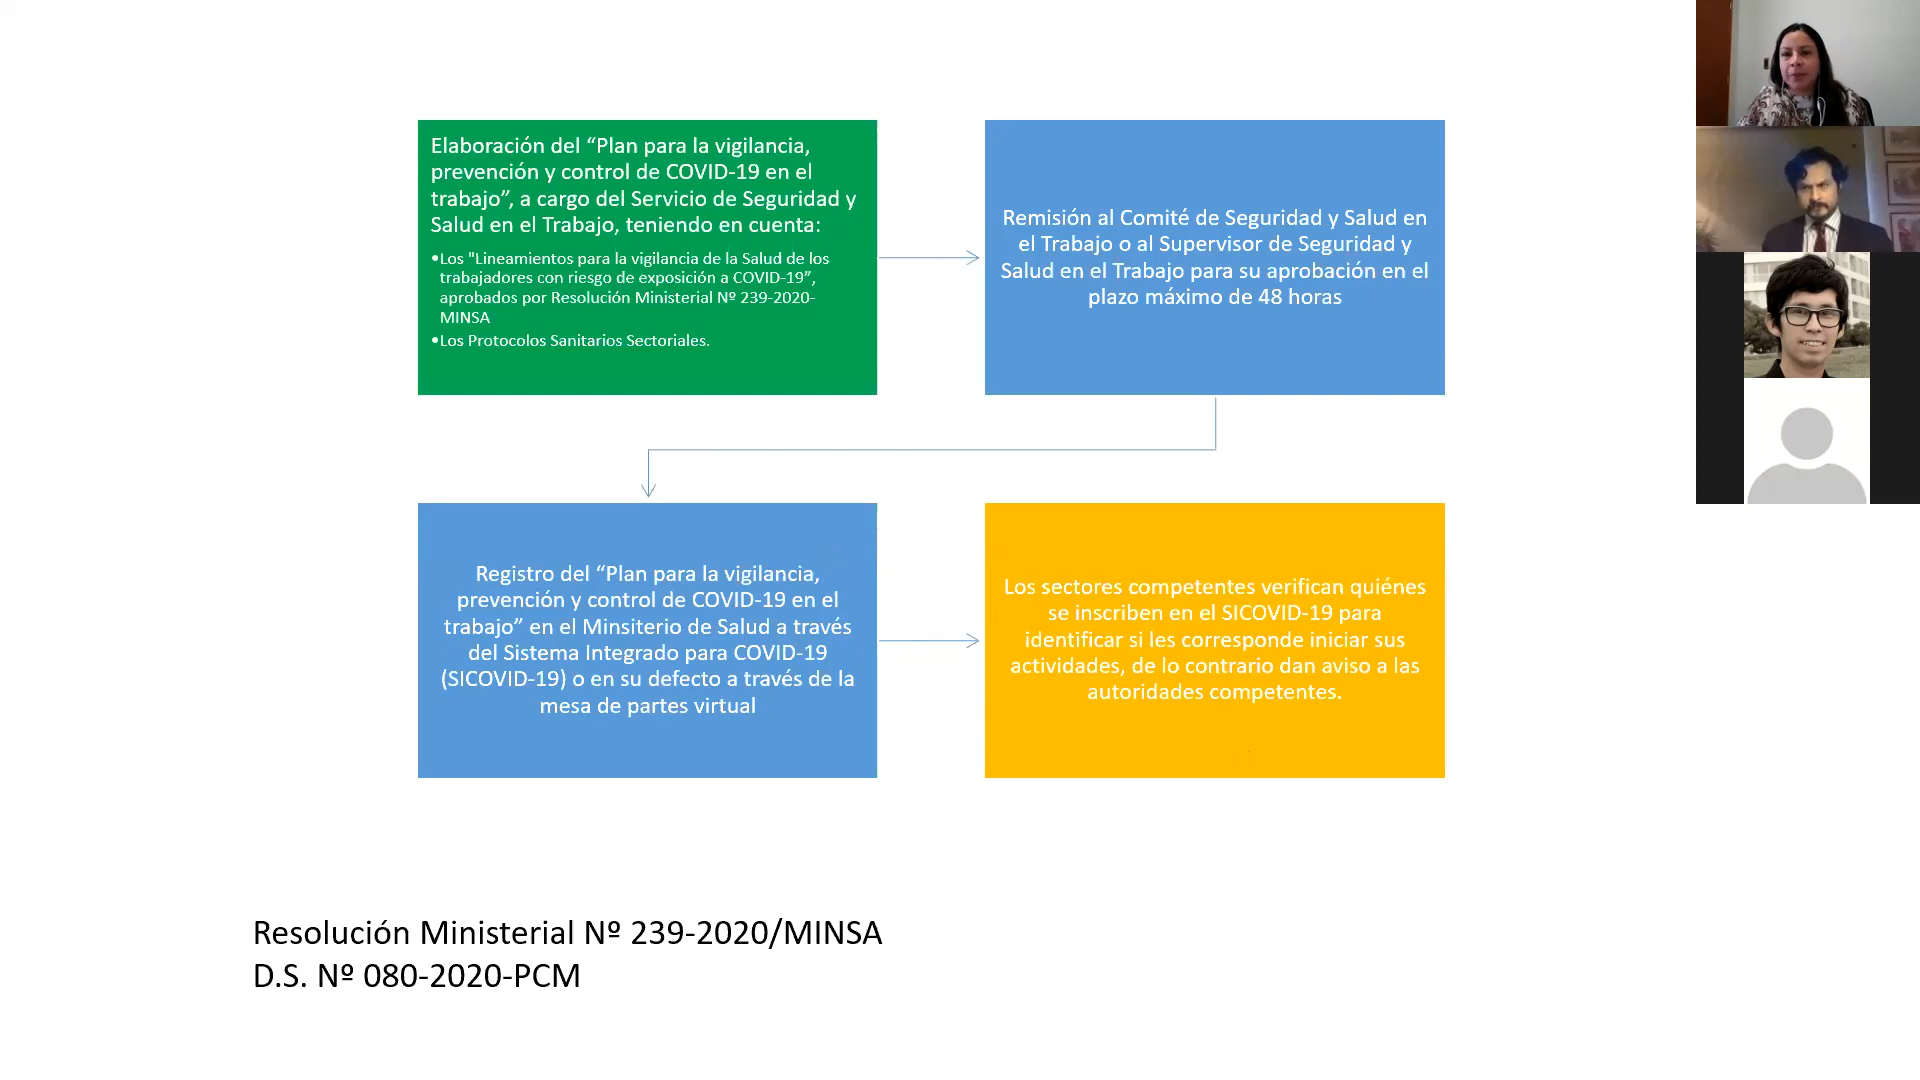 Elaboración del “Plan para la vigilancia,
prevención y control de COVID-19 en el
trabajo”, a cargo del Servicio de Seguridad y
Salud en el Trabajo, teniendo en cuenta:
•Los "Lineamientos para la vigilancia de la Salud de los
trabajadores con riesgo de exposición a COVID-19”,
aprobados por Resolución Ministerial Nº 239-2020-
MINSA
•Los Protocolos Sanitarios Sectoriales.
Remisión al Comité de Seguridad y Salud en
el Trabajo o al Supervisor de Seguridad y
Salud en el Trabajo para su aprobación en el
plazo máximo de 48 horas
Registro del “Plan para la vigilancia,
prevención y control de COVID-19 en el
trabajo” en el Minsiterio de Salud a través
del Sistema Integrado para COVID-19
(SICOVID-19) o en su defecto a través de la
mesa de partes virtual
Los sectores competentes verifican quiénes
se inscriben en el SICOVID-19 para
identificar si les corresponde iniciar sus
actividades, de lo contrario dan aviso a las
autoridades competentes.
Resolución Ministerial Nº 239-2020/MINSA
D.S. Nº 080-2020-PCM